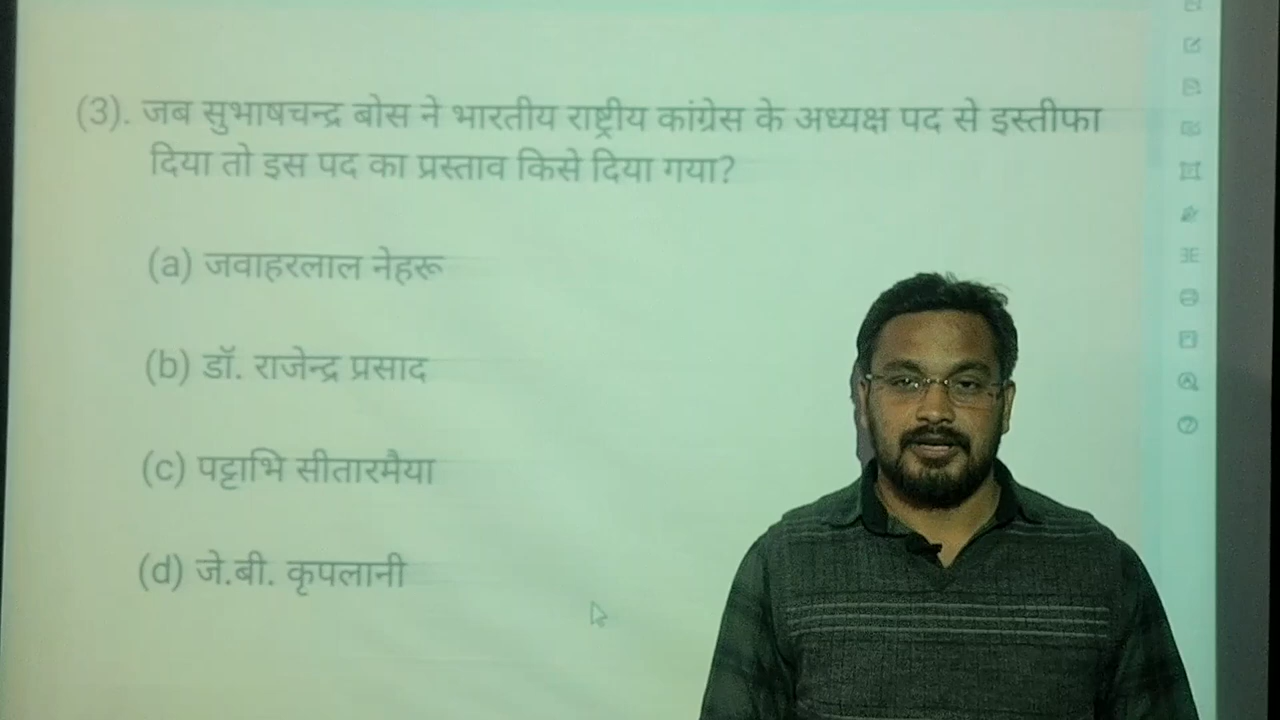 (3). जब सुभाषचन्द्र बोस ने भारतीय राष्ट्रीय कांग्रेस के अध्यक्ष पद से इस्तीफा
दिया तो इस पद का प्रस्ताव किसे दिया गया?
(a) जवाहरलाल नेहरू
(b) डॉ. राजेन्द्र प्रसाद
(c) पट्टाभि सीतारमैया
(d) जे.बी. कृपलानी